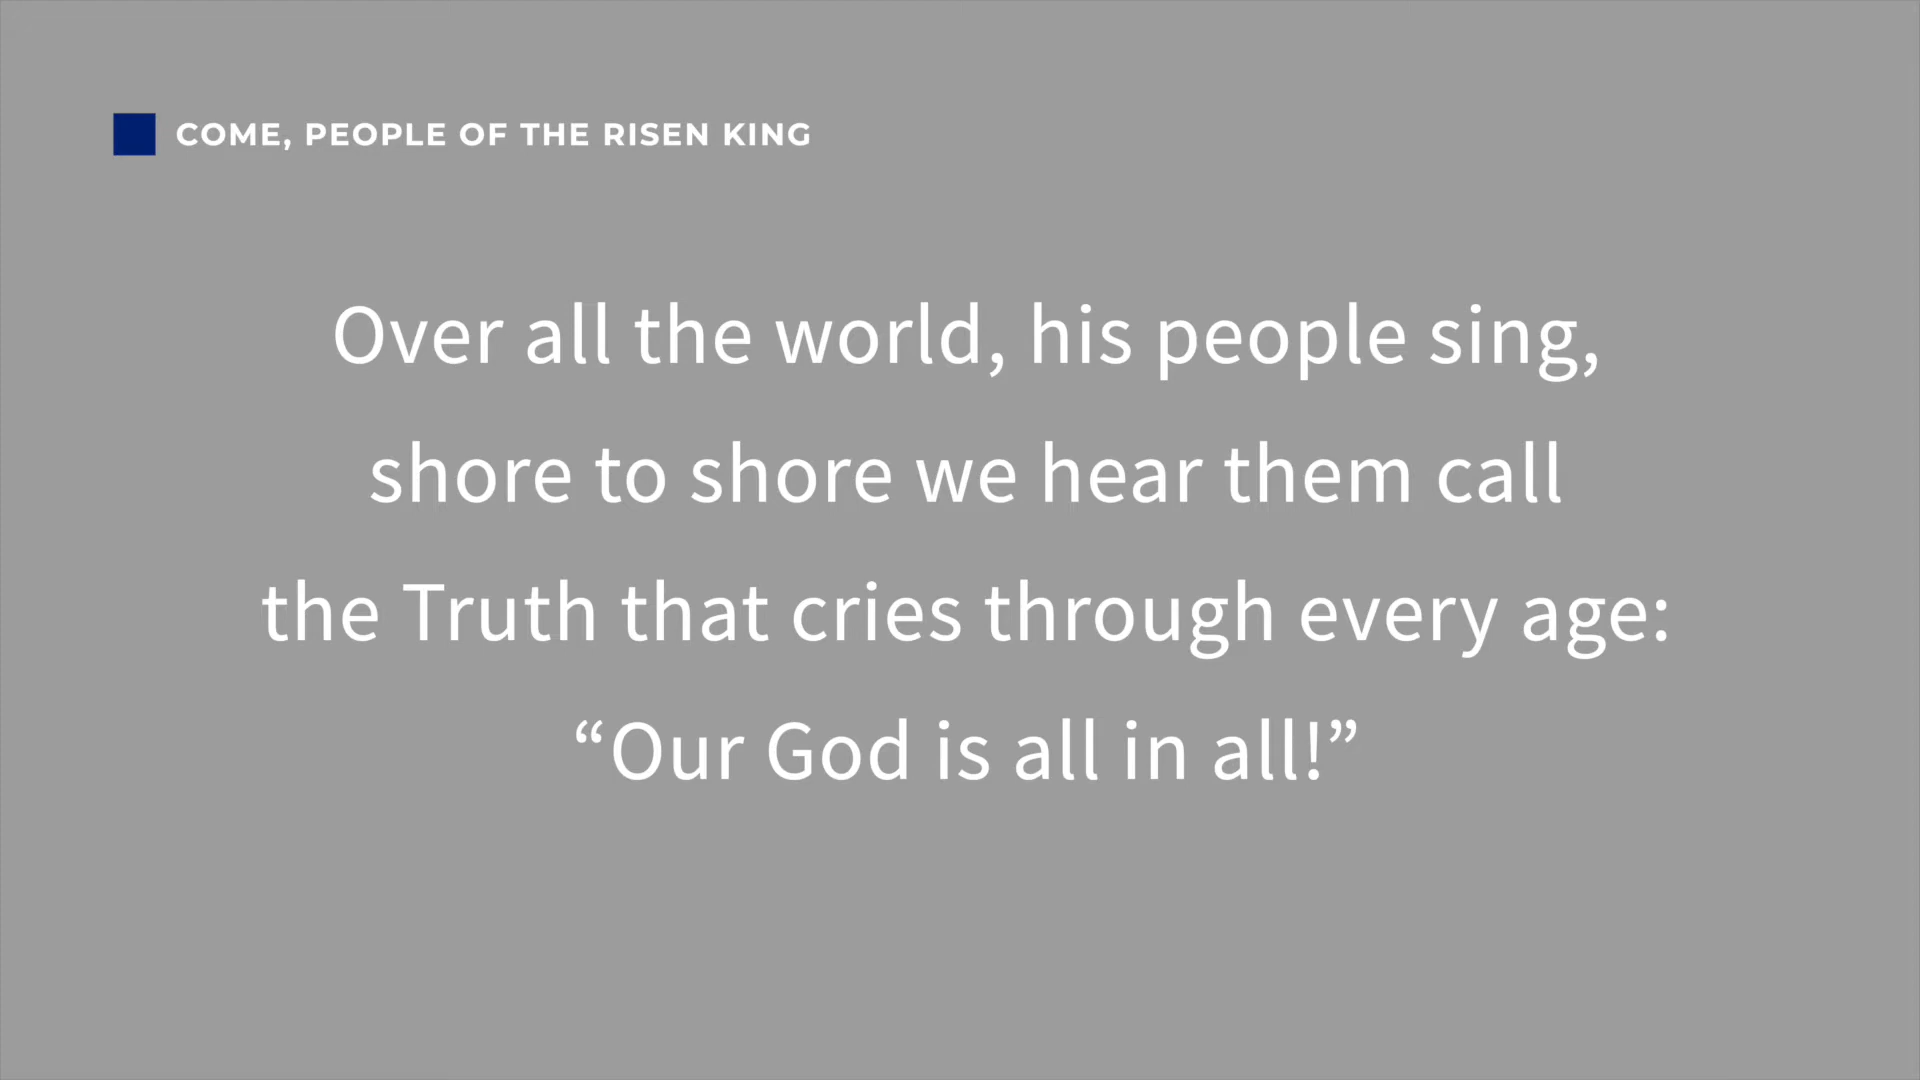 COME, PEOPLE OF THE RISEN KING
Over all the world, his people sing,
shore to shore we hear them call
the Truth that cries through every age:
“Our God is all in all!”